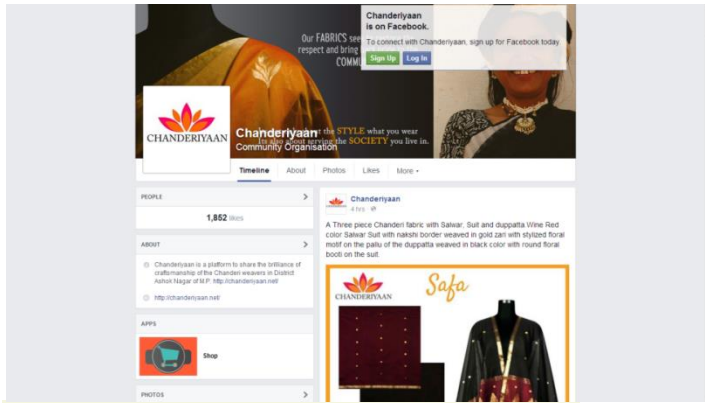 Our FABRICS see
respect and bring
COMMU
Chanderiyaan
is on Facebook.
To connect with Chanderiyaan, sign up for Facebook today.
Sign Up Log In
CHANDERIYAAN
Chanderiyaan
Community Organisation
the STYLE what you wear
Its also about serving the SOCIETY you live in.
Timeline About Photos Likes More
PEOPLE
1,852 likes
ABOUT
Chanderiyaan is a platform to share the brilliance of
craftsmanship of the Chanderi weavers in District
Ashok Nagar of M.P. http://chanderiyaan.net/
http://chanderiyaan.net/
APPS
Shop
PHOTOS
Chanderiyaan
4 hrs
A Three piece Chanderi fabric with Salwar, Suit and duppatta Wine Red
color Salwar Suit with nakshi border weaved in gold zari with stylized floral
motif on the pallu of the duppatta weaved in black color with round floral
booti on the suit.
CHANDERIYAAN
Safa